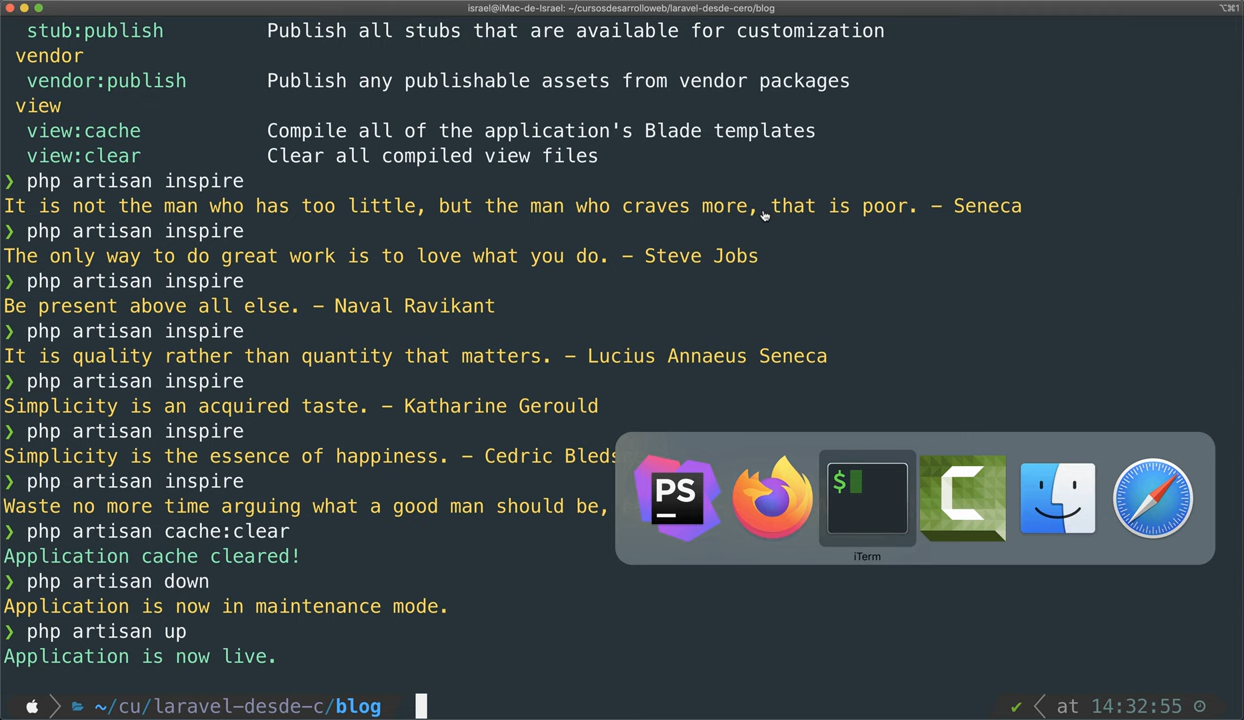 israel@iMac-de-Israel: ~/cursosdesarrolloweb/laravel-desde-cero/blog
⌥⌘1
stub:publish Publish all stubs that are available for customization
vendor
vendor:publish Publish any publishable assets from vendor packages
view
view:cache Compile all of the application's Blade templates
view:clear Clear all compiled view files
❯ php artisan inspire
It is not the man who has too little, but the man who craves more, that is poor. – Seneca
❯ php artisan inspire
The only way to do great work is to love what you do. – Steve Jobs
❯ php artisan inspire
Be present above all else. – Naval Ravikant
❯ php artisan inspire
It is quality rather than quantity that matters. – Lucius Annaeus Seneca
❯ php artisan inspire
Simplicity is an acquired taste. – Katharine Gerould
❯ php artisan inspire
Simplicity is the essence of happiness. – Cedric Bleds
❯ php artisan inspire
Waste no more time arguing what a good man should be,
❯ php artisan cache:clear
Application cache cleared!
❯ php artisan down
Application is now in maintenance mode.
❯ php artisan up
Application is now live.
PS
$
C
iTerm
~/cu/laravel-desde-c/blog
✔ at 14:32:55